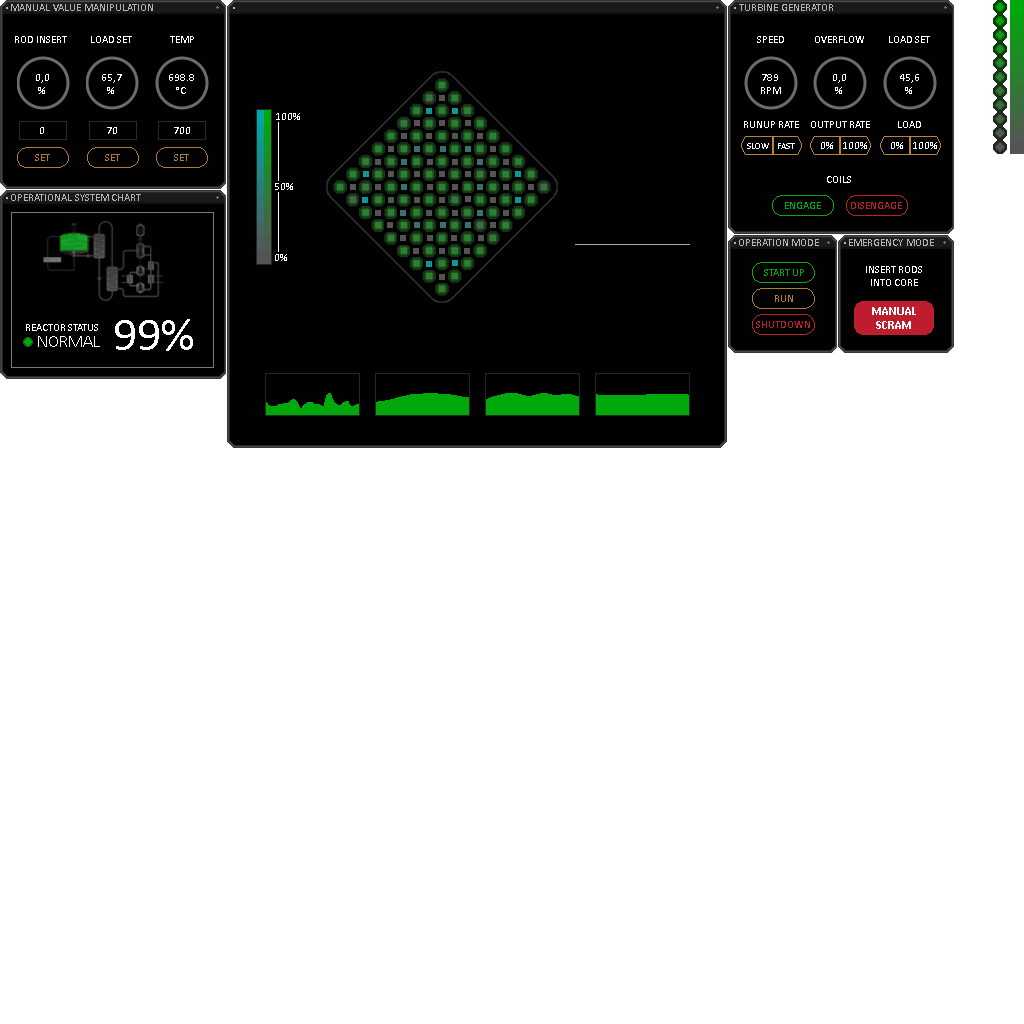 MANUAL VALUE MANIPULATION
ROD INSERT
LOAD SET
TEMP
0,0
%
65,7
%
698.8
°C
0
70
700
SET
SET
SET
OPERATIONAL SYSTEM CHART
REACTOR STATUS
NORMAL
99%
100%
50%
0%
TURBINE GENERATOR
SPEED
OVERFLOW
LOAD SET
789
RPM
0,0
%
45,6
%
RUNUP RATE
OUTPUT RATE
LOAD
SLOW
FAST
0%
100%
0%
100%
COILS
ENGAGE
DISENGAGE
OPERATION MODE
START UP
RUN
SHUTDOWN
EMERGENCY MODE
INSERT RODS
INTO CORE
MANUAL
SCRAM